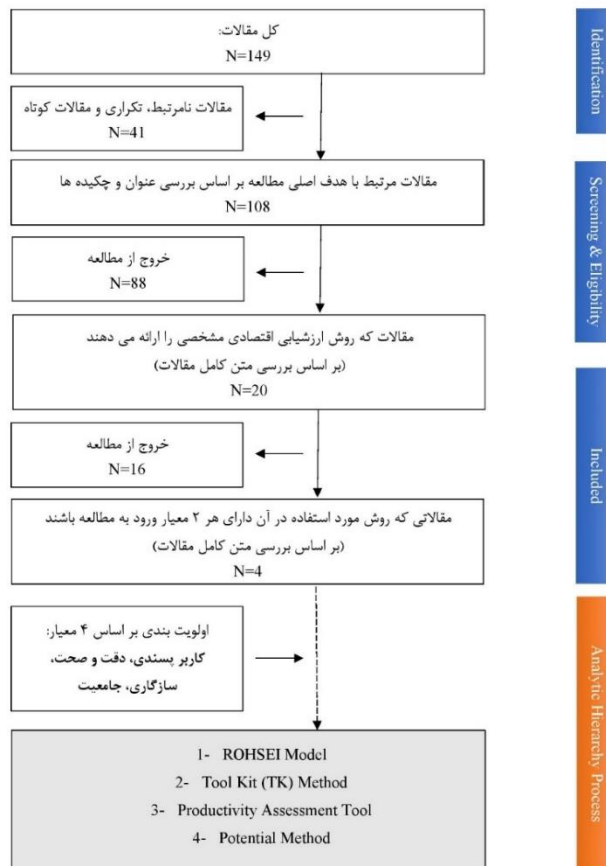 کل مقالات:
N=149
مقالات نامرتبط، تکراری و مقالات کوتاه
N=41
مقالات مرتبط با هدف اصلی مطالعه بر اساس بررسی عنوان و چکیده ها
N=108
خروج از مطالعه
N=88
مقالات که روش ارزشیابی اقتصادی مشخصی را ارائه می دهند
(بر اساس بررسی متن کامل مقالات)
N=20
خروج از مطالعه
N=16
مقالاتی که روش مورد استفاده در آن دارای هر ۲ معیار ورود به مطالعه باشند
(بر اساس بررسی متن کامل مقالات)
N=4
اولویت بندی بر اساس ۴ معیار:
کاربر پسندی، دقت و صحت،
سازگاری، جامعیت
1- ROHSEI Model
2- Tool Kit (TK) Method
3- Productivity Assessment Tool
4- Potential Method
Identification
Screening & Eligibility
Included
Analytic Hierarchy Process